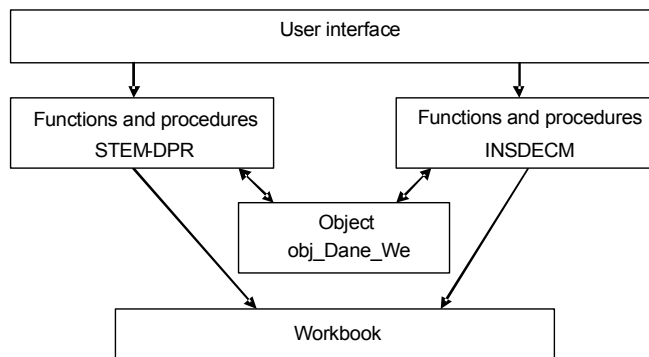 User interface
Functions and procedures
STEM-DPR
Functions and procedures
INSDECM
Object
obj_Dane_We
Workbook